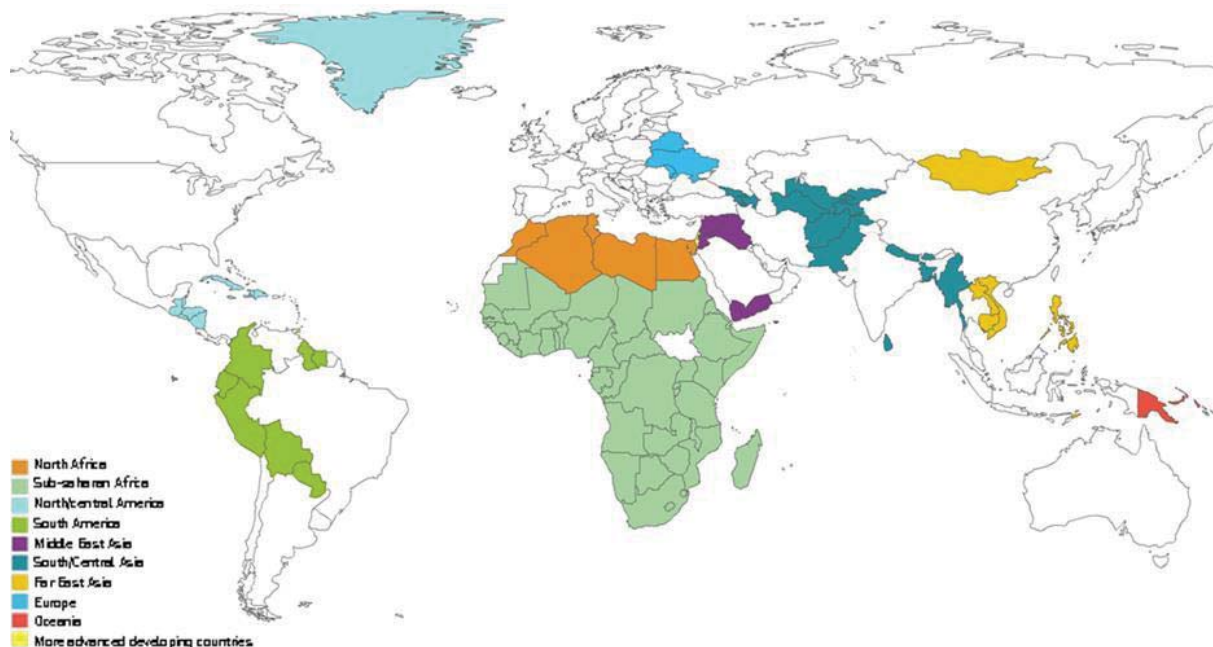 North Africa
Sub-saharan Africa
North/central America
South America
Middle East Asia
South/Central Asia
Far East Asia
Europe
Oceania
More advanced developing countries